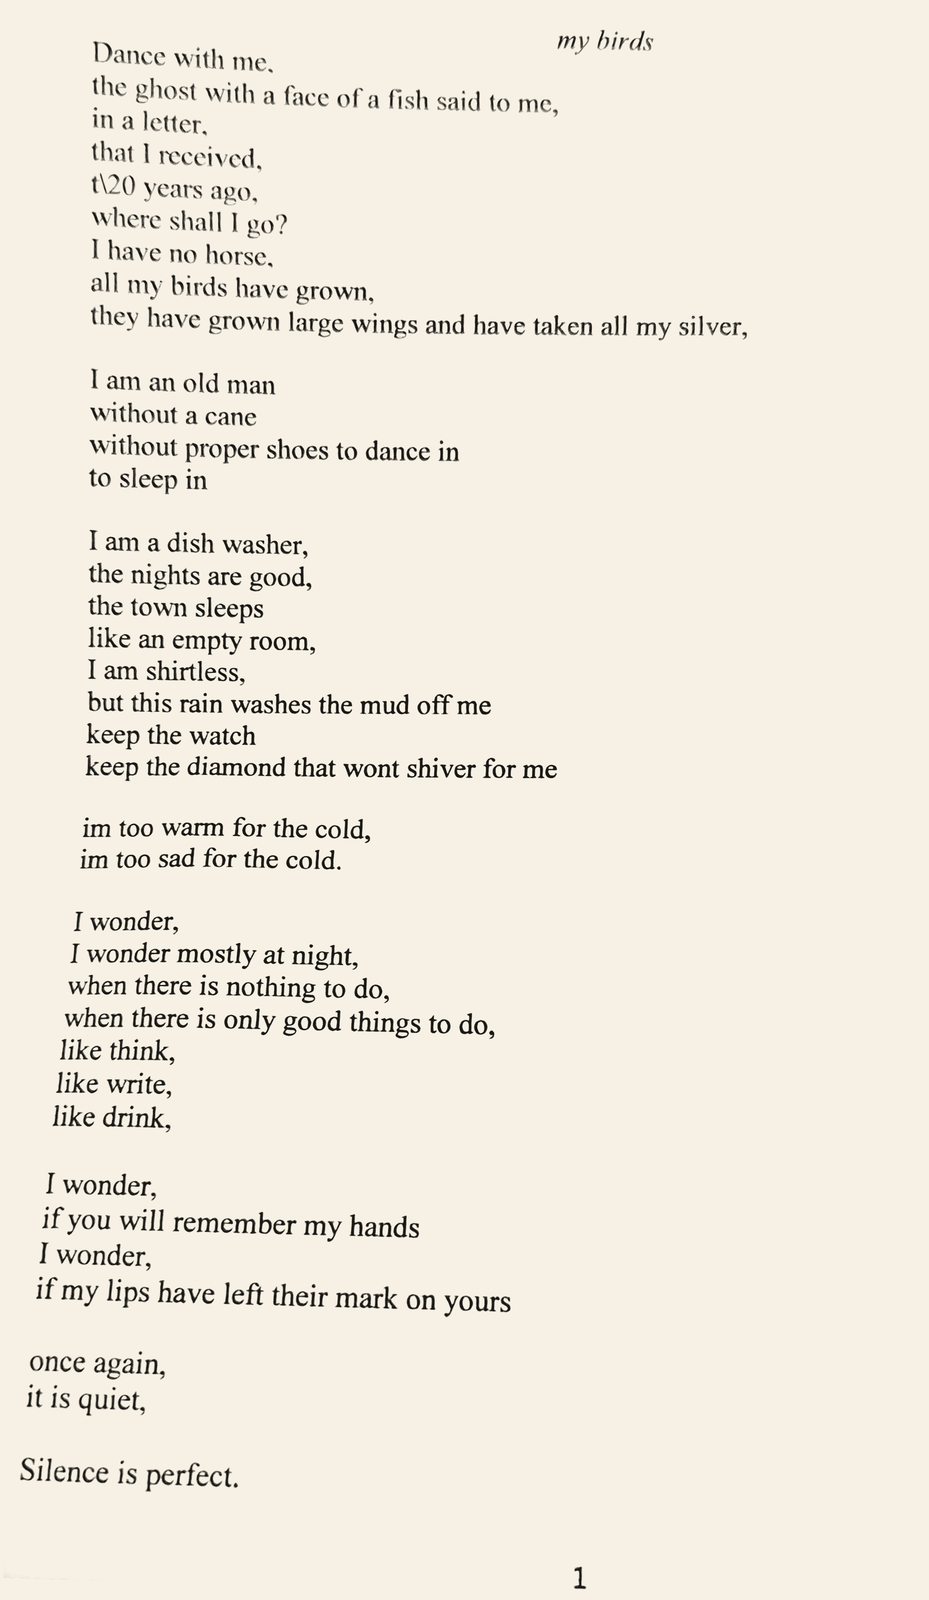 my birds
Dance with me,
the ghost with a face of a fish said to me,
in a letter,
that I received,
t\20 years ago,
where shall I go?
I have no horse,
all my birds have grown,
they have grown large wings and have taken all my silver,

I am an old man
without a cane
without proper shoes to dance in
to sleep in

I am a dish washer,
the nights are good,
the town sleeps
like an empty room,
I am shirtless,
but this rain washes the mud off me
keep the watch
keep the diamond that wont shiver for me

im too warm for the cold,
im too sad for the cold.

I wonder,
I wonder mostly at night,
when there is nothing to do,
when there is only good things to do,
like think,
like write,
like drink,

I wonder,
if you will remember my hands
I wonder,
if my lips have left their mark on yours

once again,
it is quiet,

Silence is perfect.

1